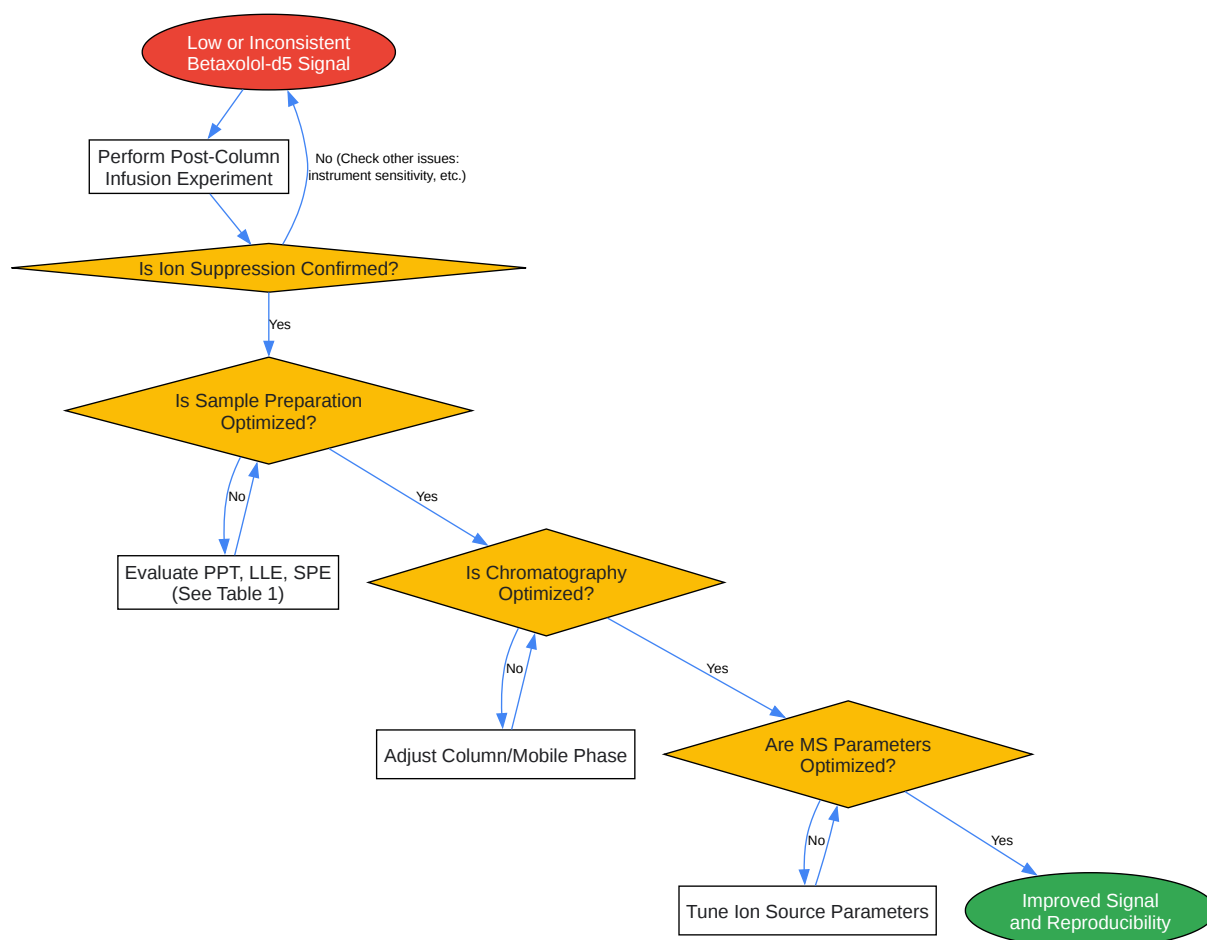 Low or Inconsistent
Betaxolol-d5 Signal
Perform Post-Column
Infusion Experiment
No (Check other issues:
instrument sensitivity, etc.)
Is Ion Suppression Confirmed?
Yes
Is Sample Preparation
Optimized?
No
Yes
Evaluate PPT, LLE, SPE
(See Table 1)
Is Chromatography
Optimized?
No
Yes
Adjust Column/Mobile Phase
Are MS Parameters
Optimized?
No
Yes
Tune Ion Source Parameters
Improved Signal
and Reproducibility